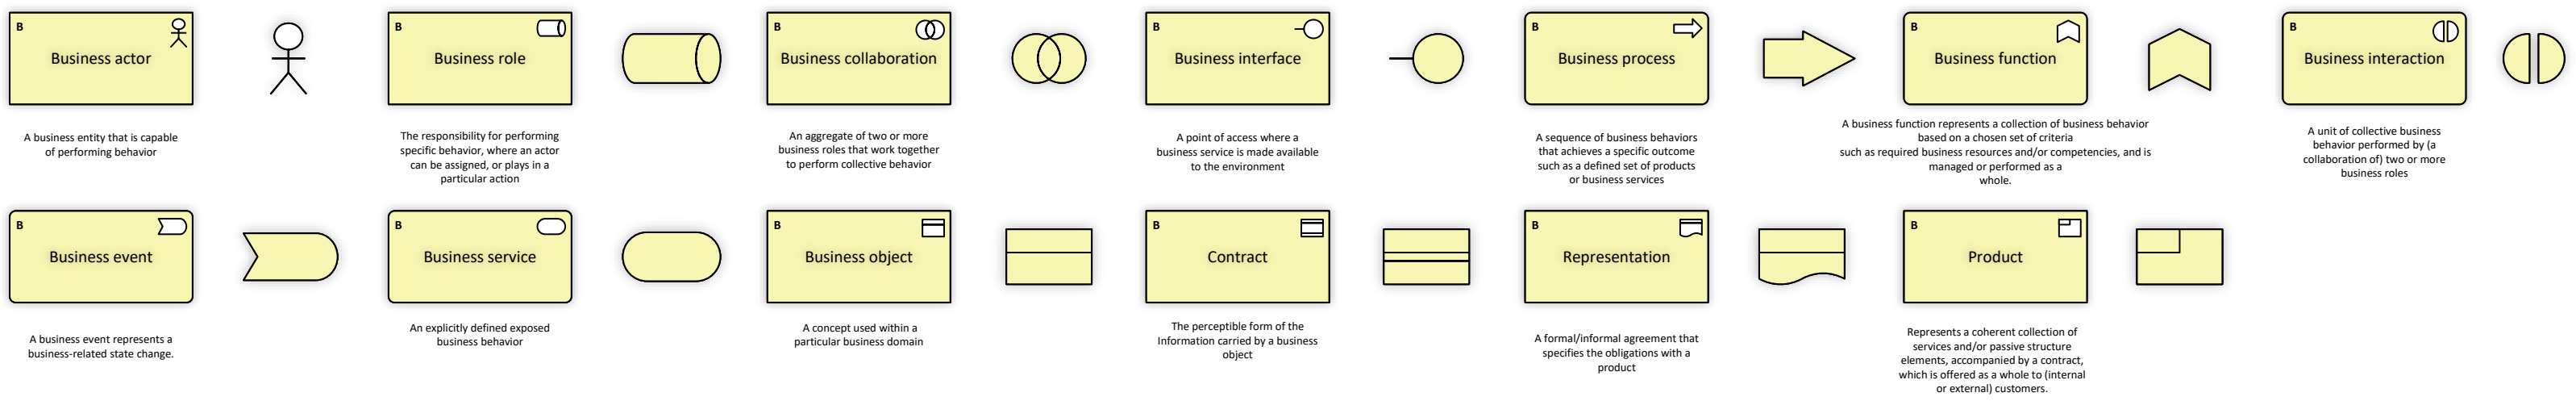 B
Business actor
B
Business role
B
Business collaboration
B
Business interface
B
Business process
B
Business function
B
Business interaction
A business entity that is capable
of performing behavior
The responsibility for performing
specific behavior, where an actor
can be assigned, or plays in a
particular action
An aggregate of two or more
business roles that work together
to perform collective behavior
A point of access where a
business service is made available
to the environment
A sequence of business behaviors
that achieves a specific outcome
such as a defined set of products
or business services
A business function represents a collection of business behavior
based on a chosen set of criteria
such as required business resources and/or competencies, and is
managed or performed as a
whole.
A unit of collective business
behavior performed by (a
collaboration of) two or more
business roles
B
Business event
B
Business service
B
Business object
B
Contract
B
Representation
B
Product
A business event represents a
business-related state change.
An explicitly defined exposed
business behavior
A concept used within a
particular business domain
The perceptible form of the
Information carried by a business
object
A formal/informal agreement that
specifies the obligations with a
product
Represents a coherent collection of
services and/or passive structure
elements, accompanied by a contract,
which is offered as a whole to (internal
or external) customers.